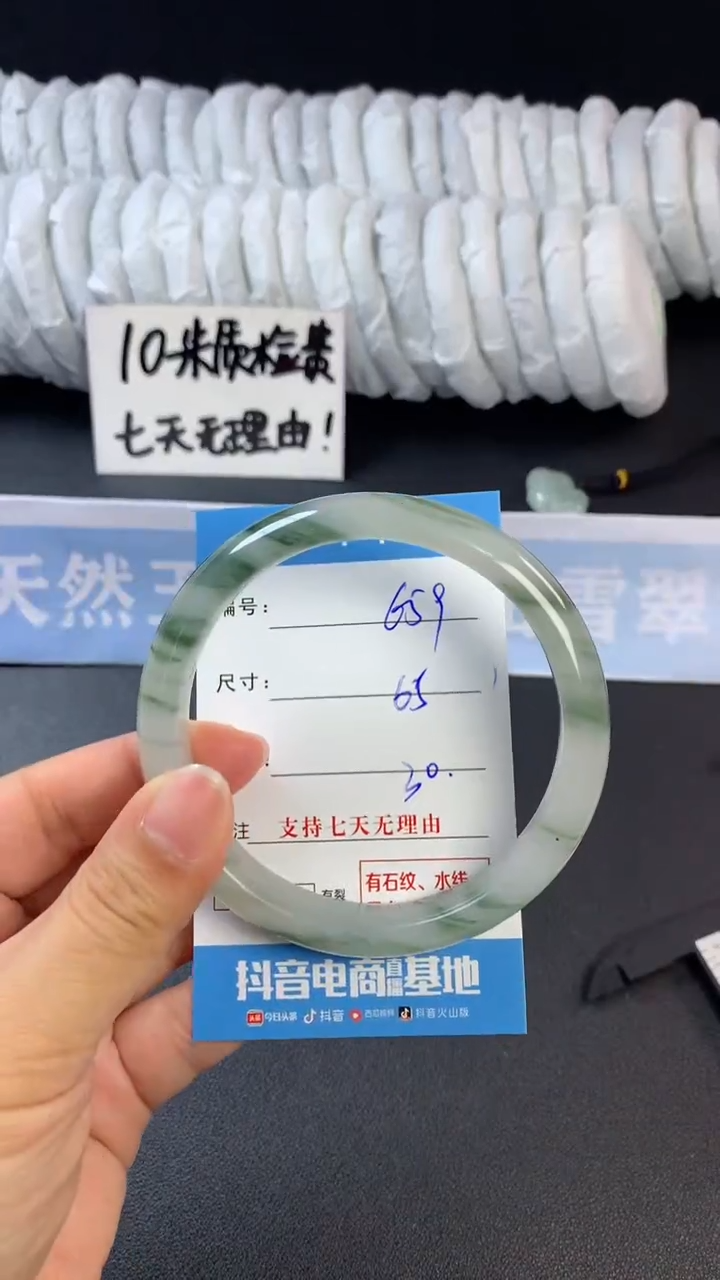 10米质检费
七天无理由！
天然玉
雪翠
编号： 659
尺寸： 65
30.
注 支持七天无理由
有裂
有石纹、水线
抖音电商直播基地
头条 今日头条 抖音 西瓜视频 抖音火山版